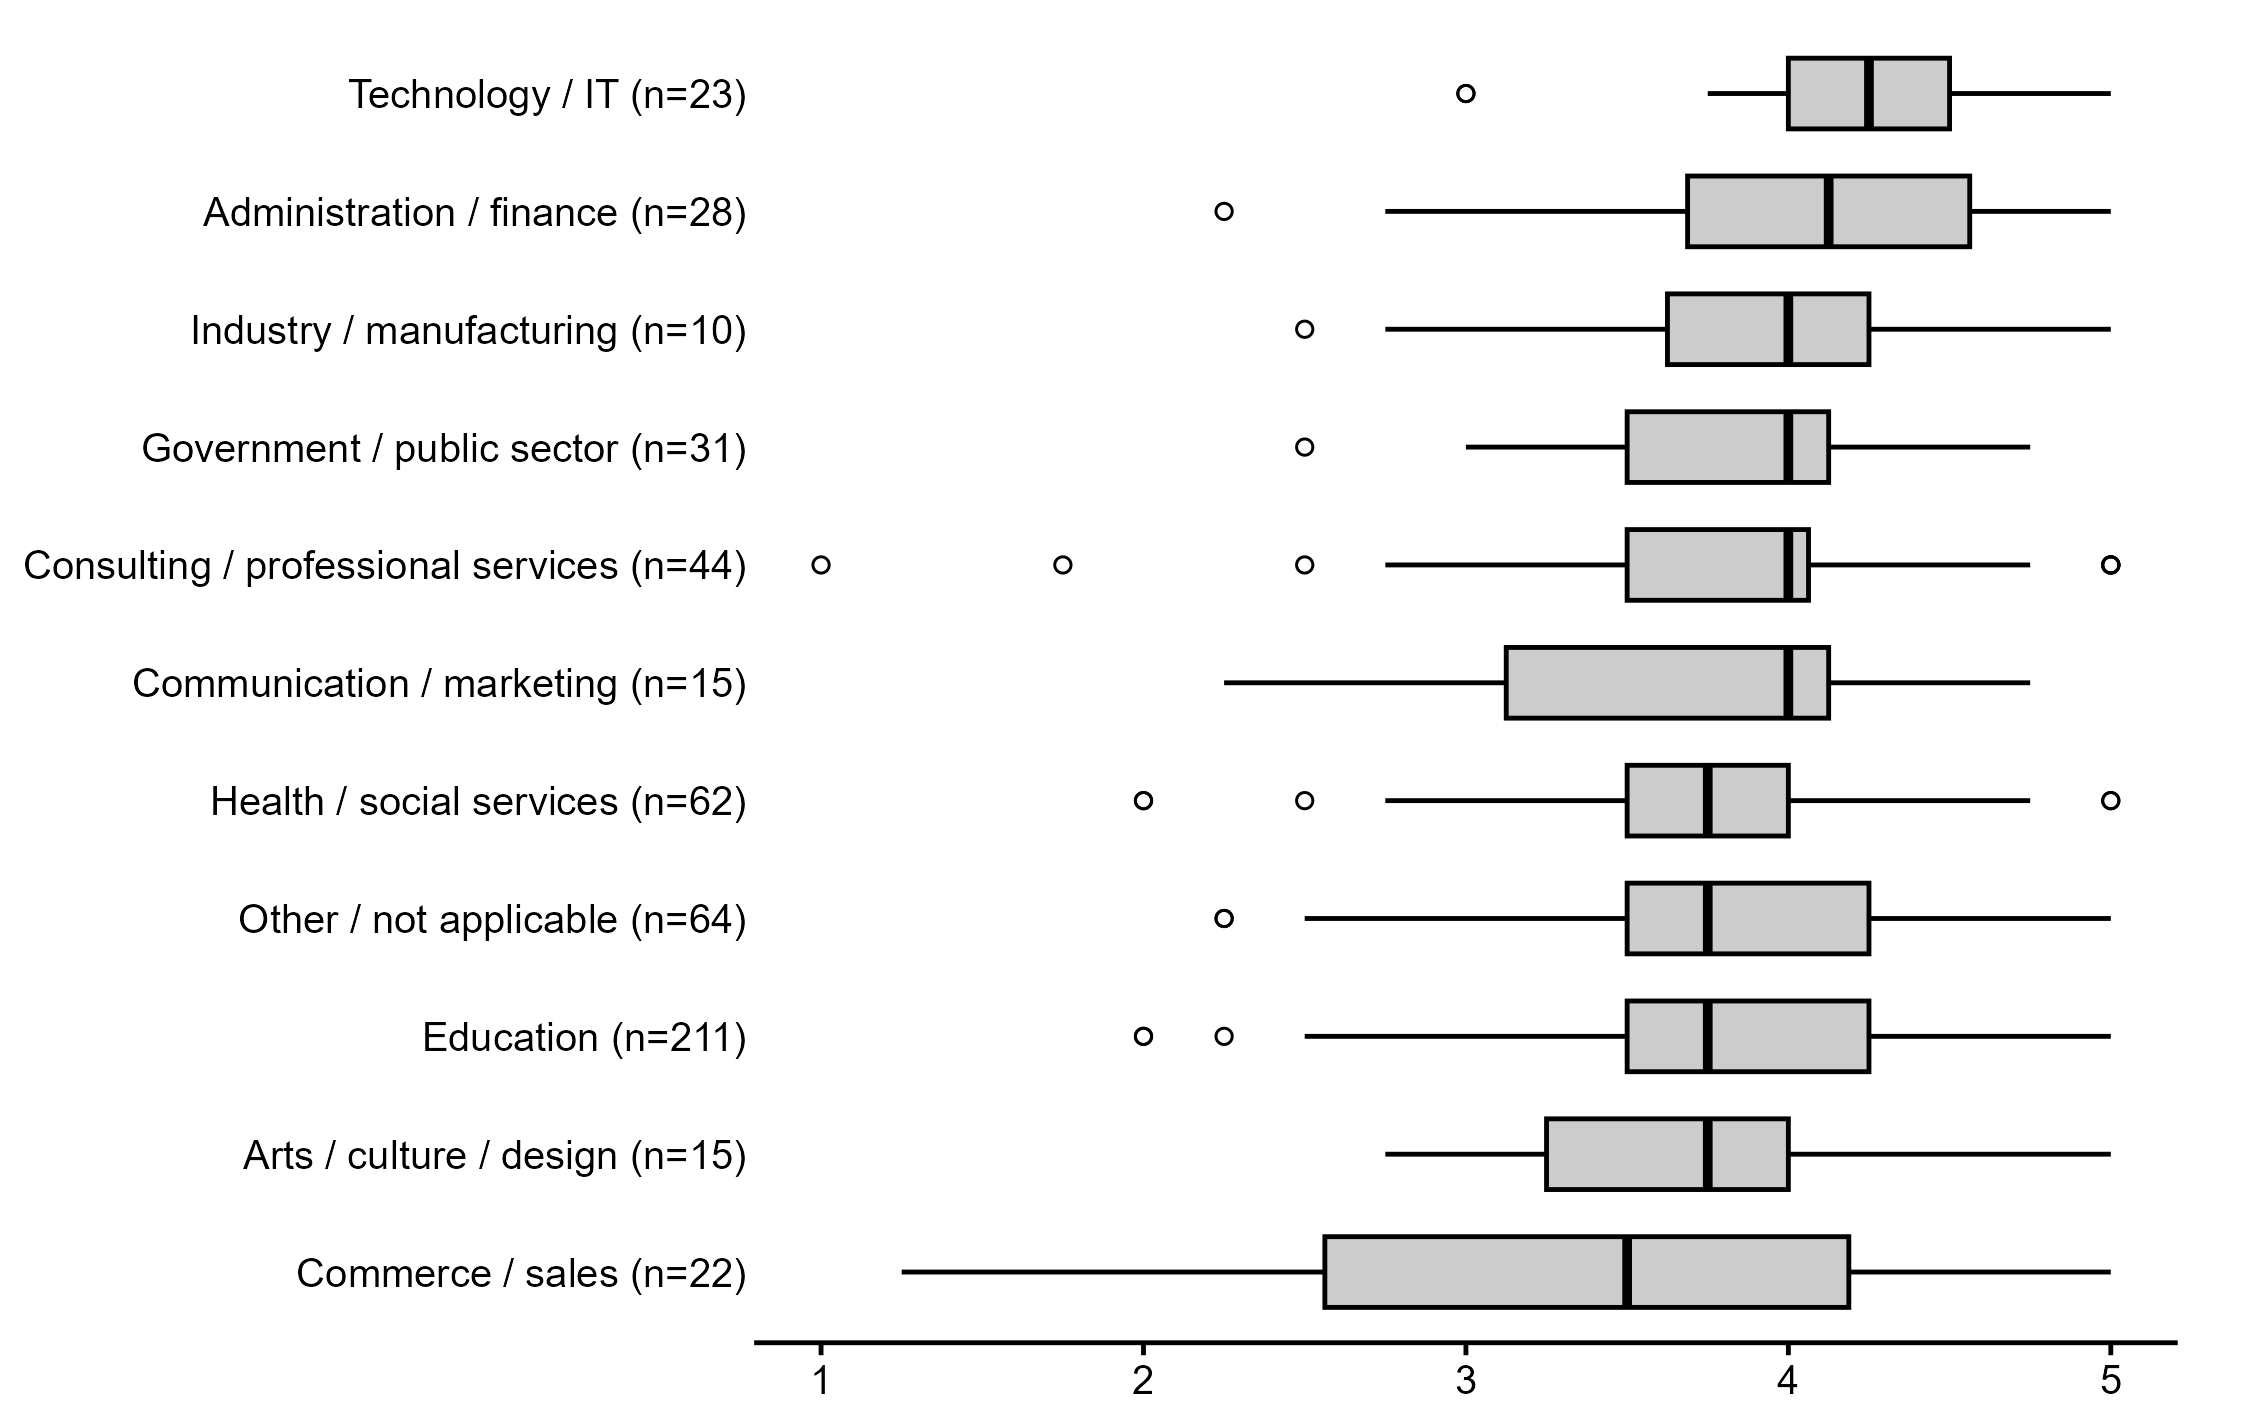 Technology / IT (n=23)
Administration / finance (n=28)
Industry / manufacturing (n=10)
Government / public sector (n=31)
Consulting / professional services (n=44)
Communication / marketing (n=15)
Health / social services (n=62)
Other / not applicable (n=64)
Education (n=211)
Arts / culture / design (n=15)
Commerce / sales (n=22)
1 2 3 4 5